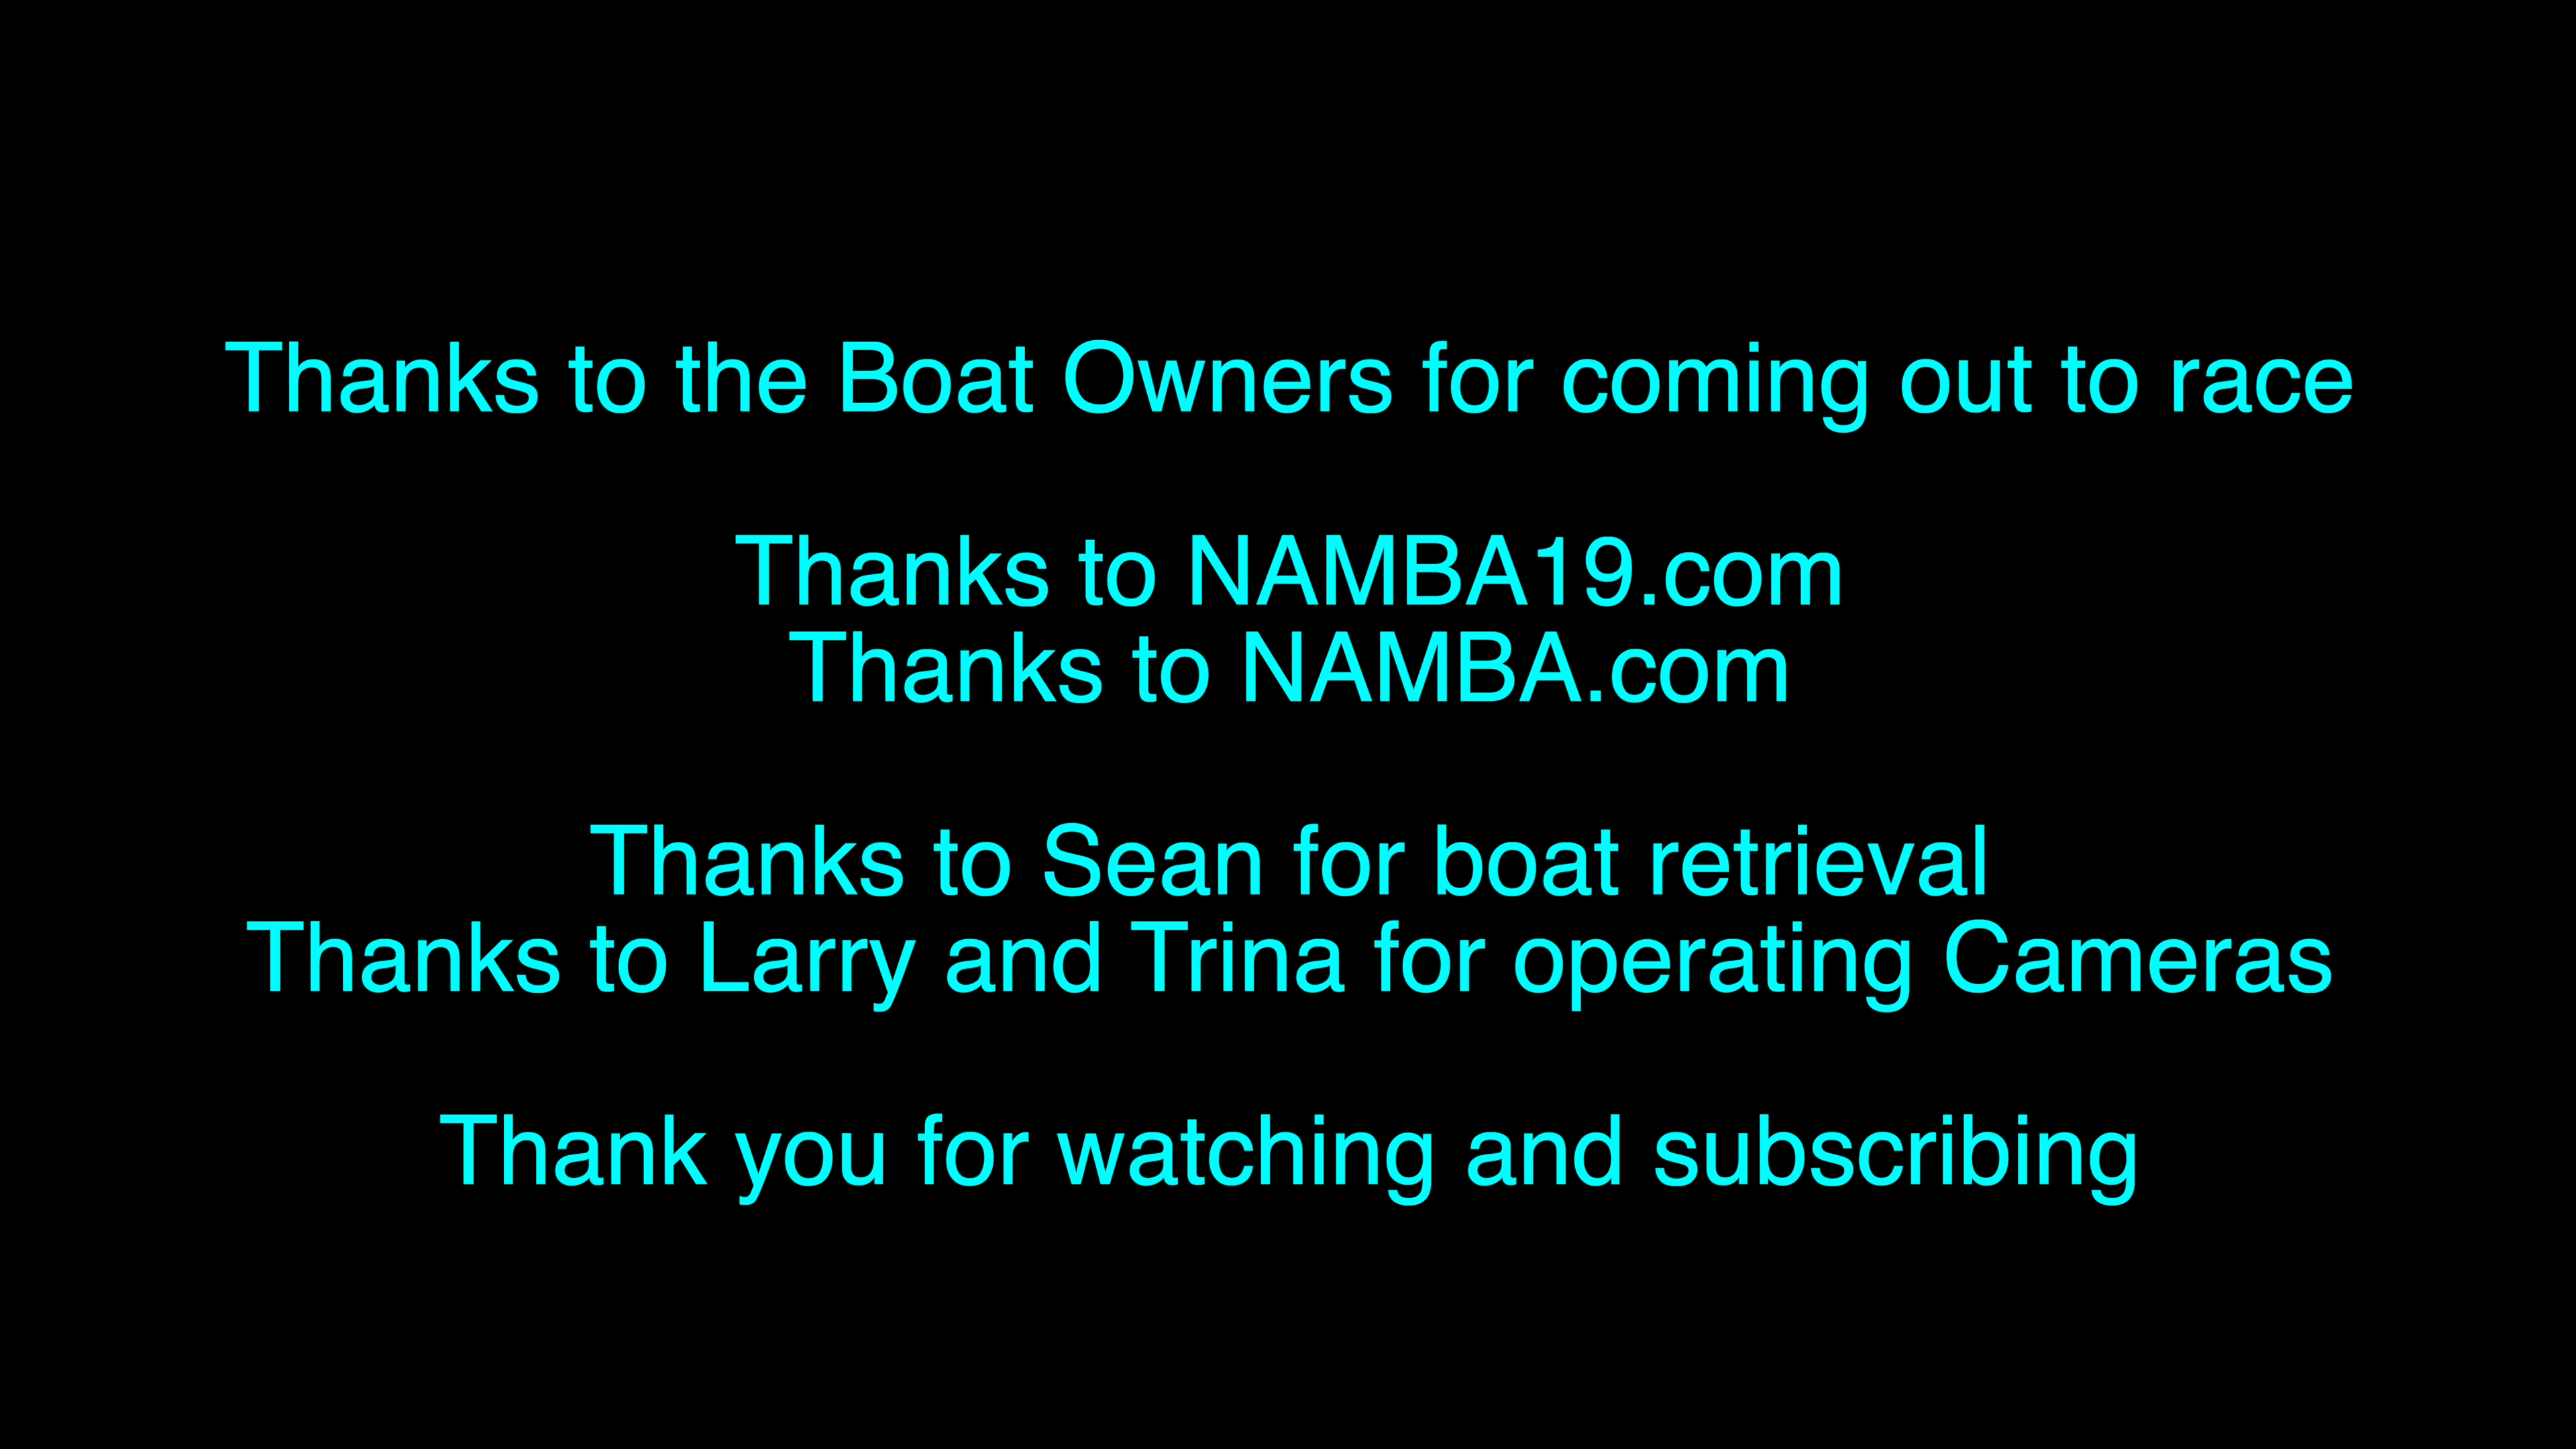 Thanks to the Boat Owners for coming out to race
Thanks to NAMBA19.com
Thanks to NAMBA.com
Thanks to Sean for boat retrieval
Thanks to Larry and Trina for operating Cameras
Thank you for watching and subscribing